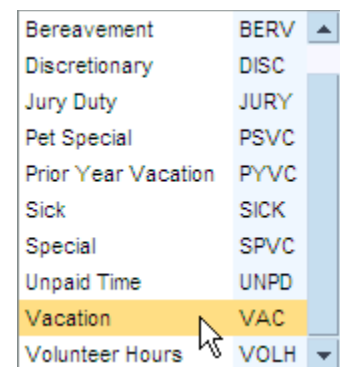 Bereavement BERV
Discretionary DISC
Jury Duty JURY
Pet Special PSVC
Prior Year Vacation PYVC
Sick SICK
Special SPVC
Unpaid Time UNPD
Vacation VAC
Volunteer Hours VOLH